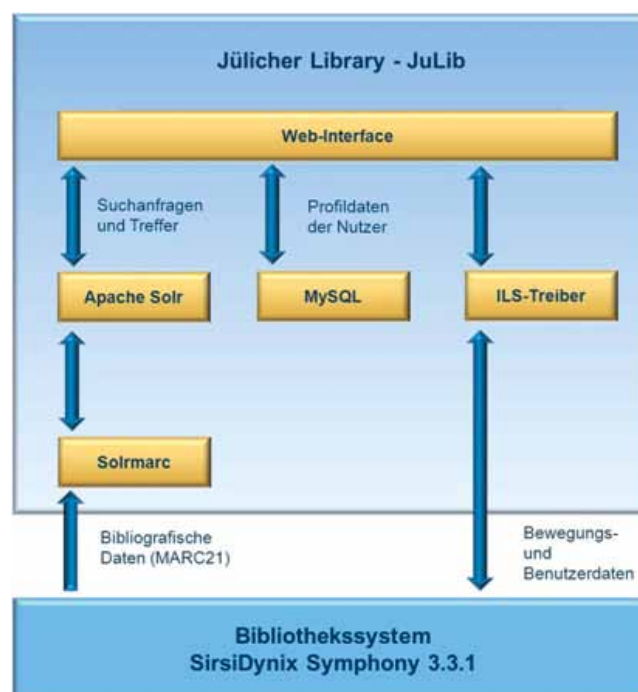 Jülicher Library - JuLib
Web-Interface
Suchanfragen
und Treffer
Profildaten
der Nutzer
Apache Solr
MySQL
ILS-Treiber
Solrmarc
Bibliografische
Daten (MARC21)
Bewegungs-
und
Benutzerdaten
Bibliothekssystem
SirsiDynix Symphony 3.3.1